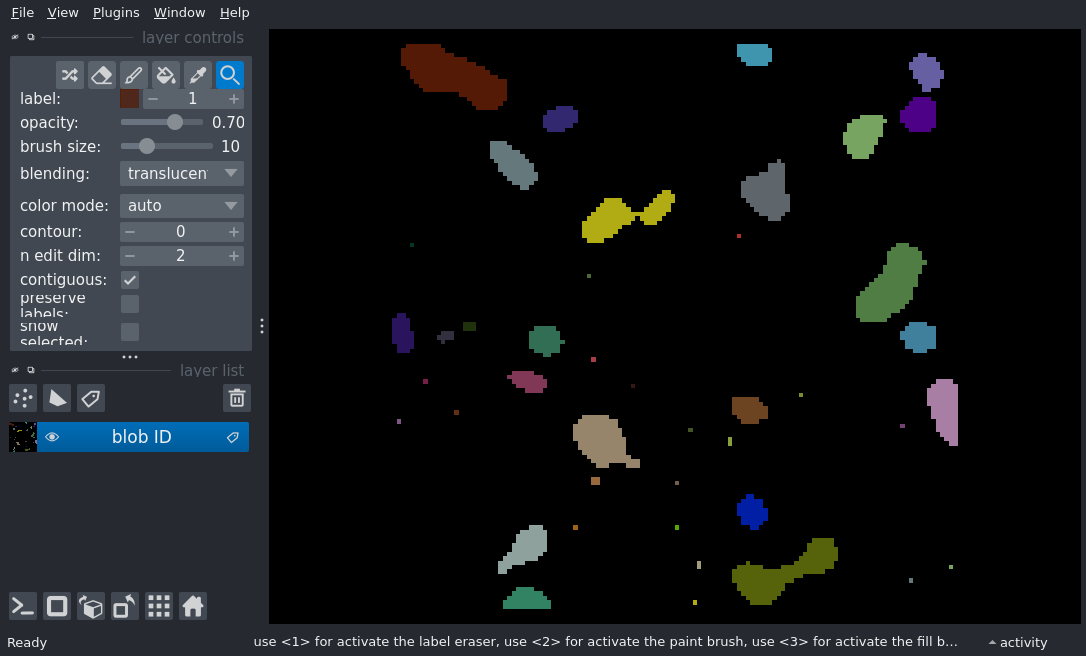 File View Plugins Window Help
layer controls
label: 1
opacity: 0.70
brush size: 10
blending: translucen
color mode: auto
contour: 0
n edit dim: 2
contiguous:
preserve
labels:
show
selected:
layer list
blob ID
Ready use <1> for activate the label eraser, use <2> for activate the paint brush, use <3> for activate the fill b... activity